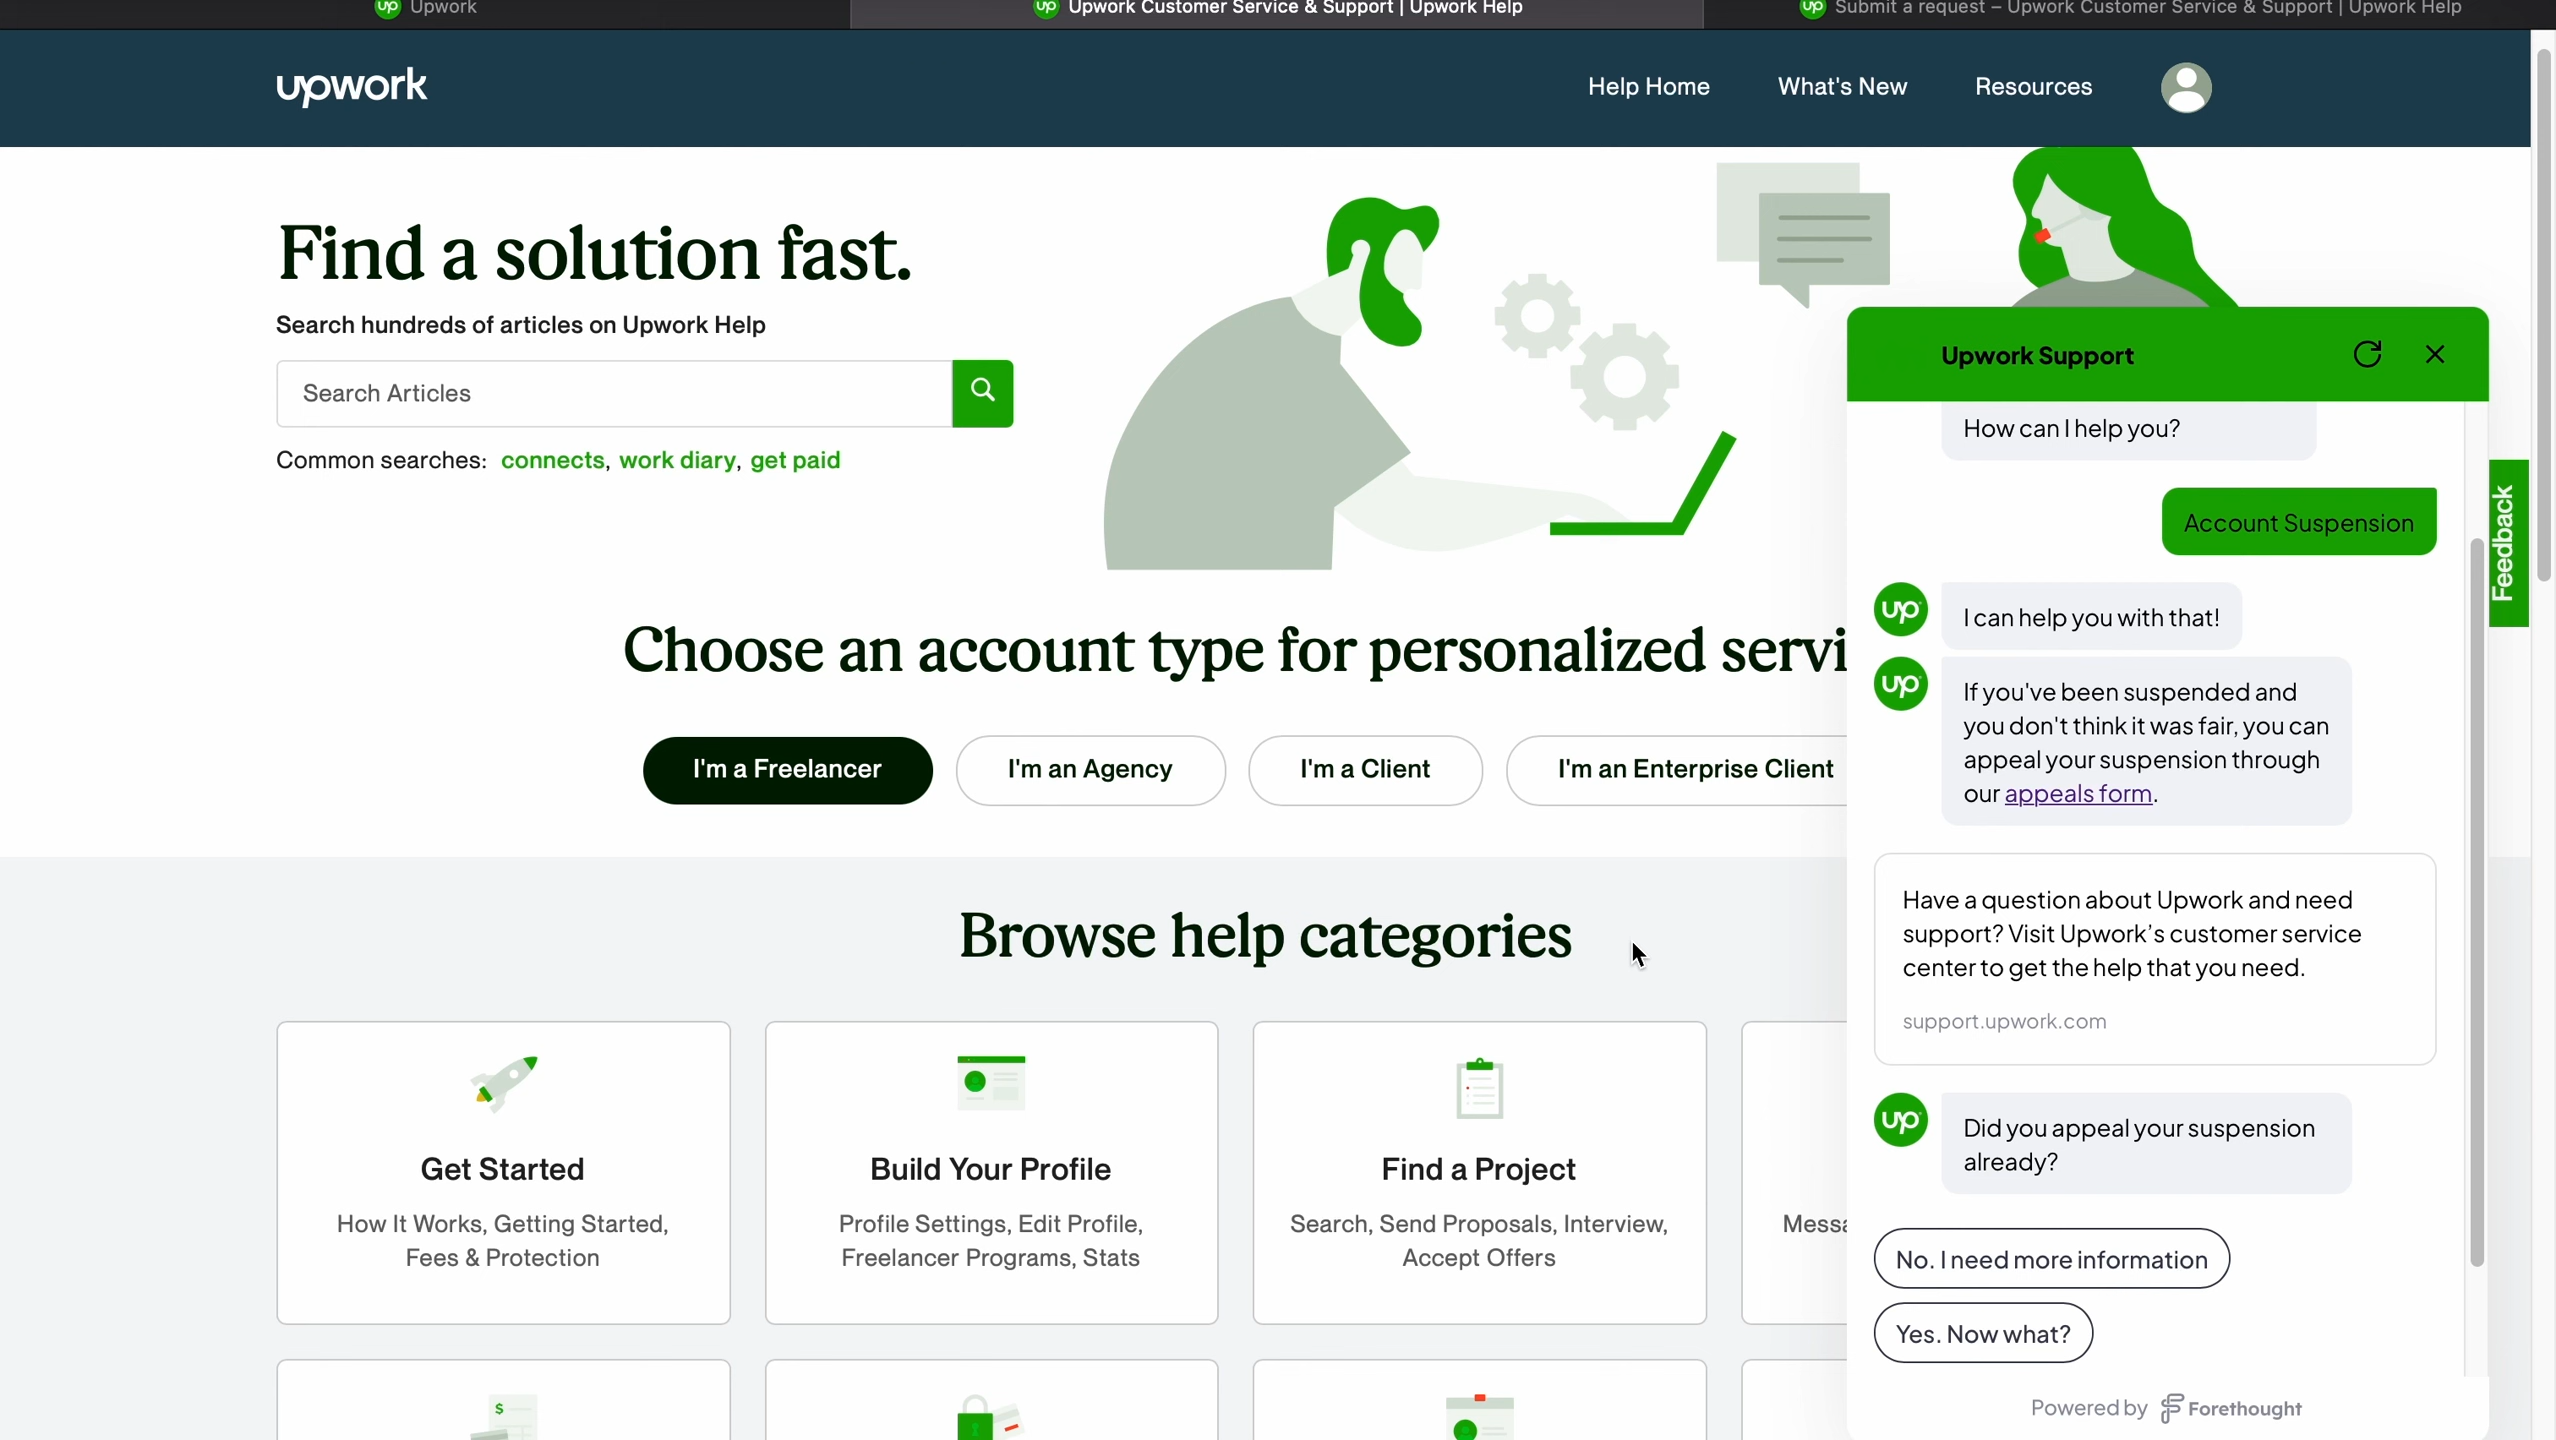 up Upwork
up Upwork Customer Service & Support | Upwork Help
up Submit a request – Upwork Customer Service & Support | Upwork Help
upwork
Help Home
What's New
Resources
Find a solution fast.
Search hundreds of articles on Upwork Help
Search Articles
Common searches: connects, work diary, get paid
Choose an account type for personalized servi
I'm a Freelancer
I'm an Agency
I'm a Client
I'm an Enterprise Client
Browse help categories
Get Started
How It Works, Getting Started,
Fees & Protection
Build Your Profile
Profile Settings, Edit Profile,
Freelancer Programs, Stats
Find a Project
Search, Send Proposals, Interview,
Accept Offers
Messa
$
Feedback
Upwork Support
How can I help you?
Account Suspension
up
I can help you with that!
up
If you've been suspended and
you don't think it was fair, you can
appeal your suspension through
our appeals form.
Have a question about Upwork and need
support? Visit Upwork’s customer service
center to get the help that you need.
support.upwork.com
up
Did you appeal your suspension
already?
No. I need more information
Yes. Now what?
Powered by Forethought